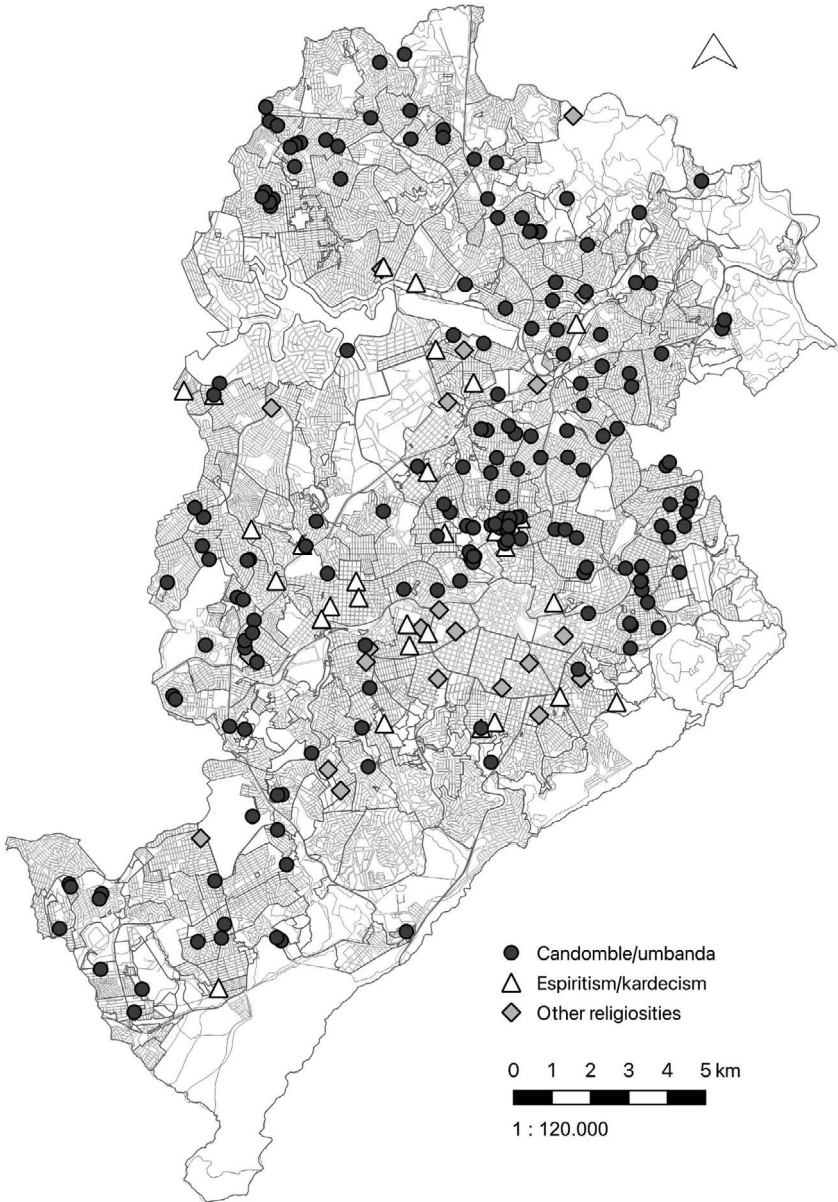 Candomble/umbanda
Espiritism/kardecism
Other religiosities
0 1 2 3 4 5 km
1 : 120.000